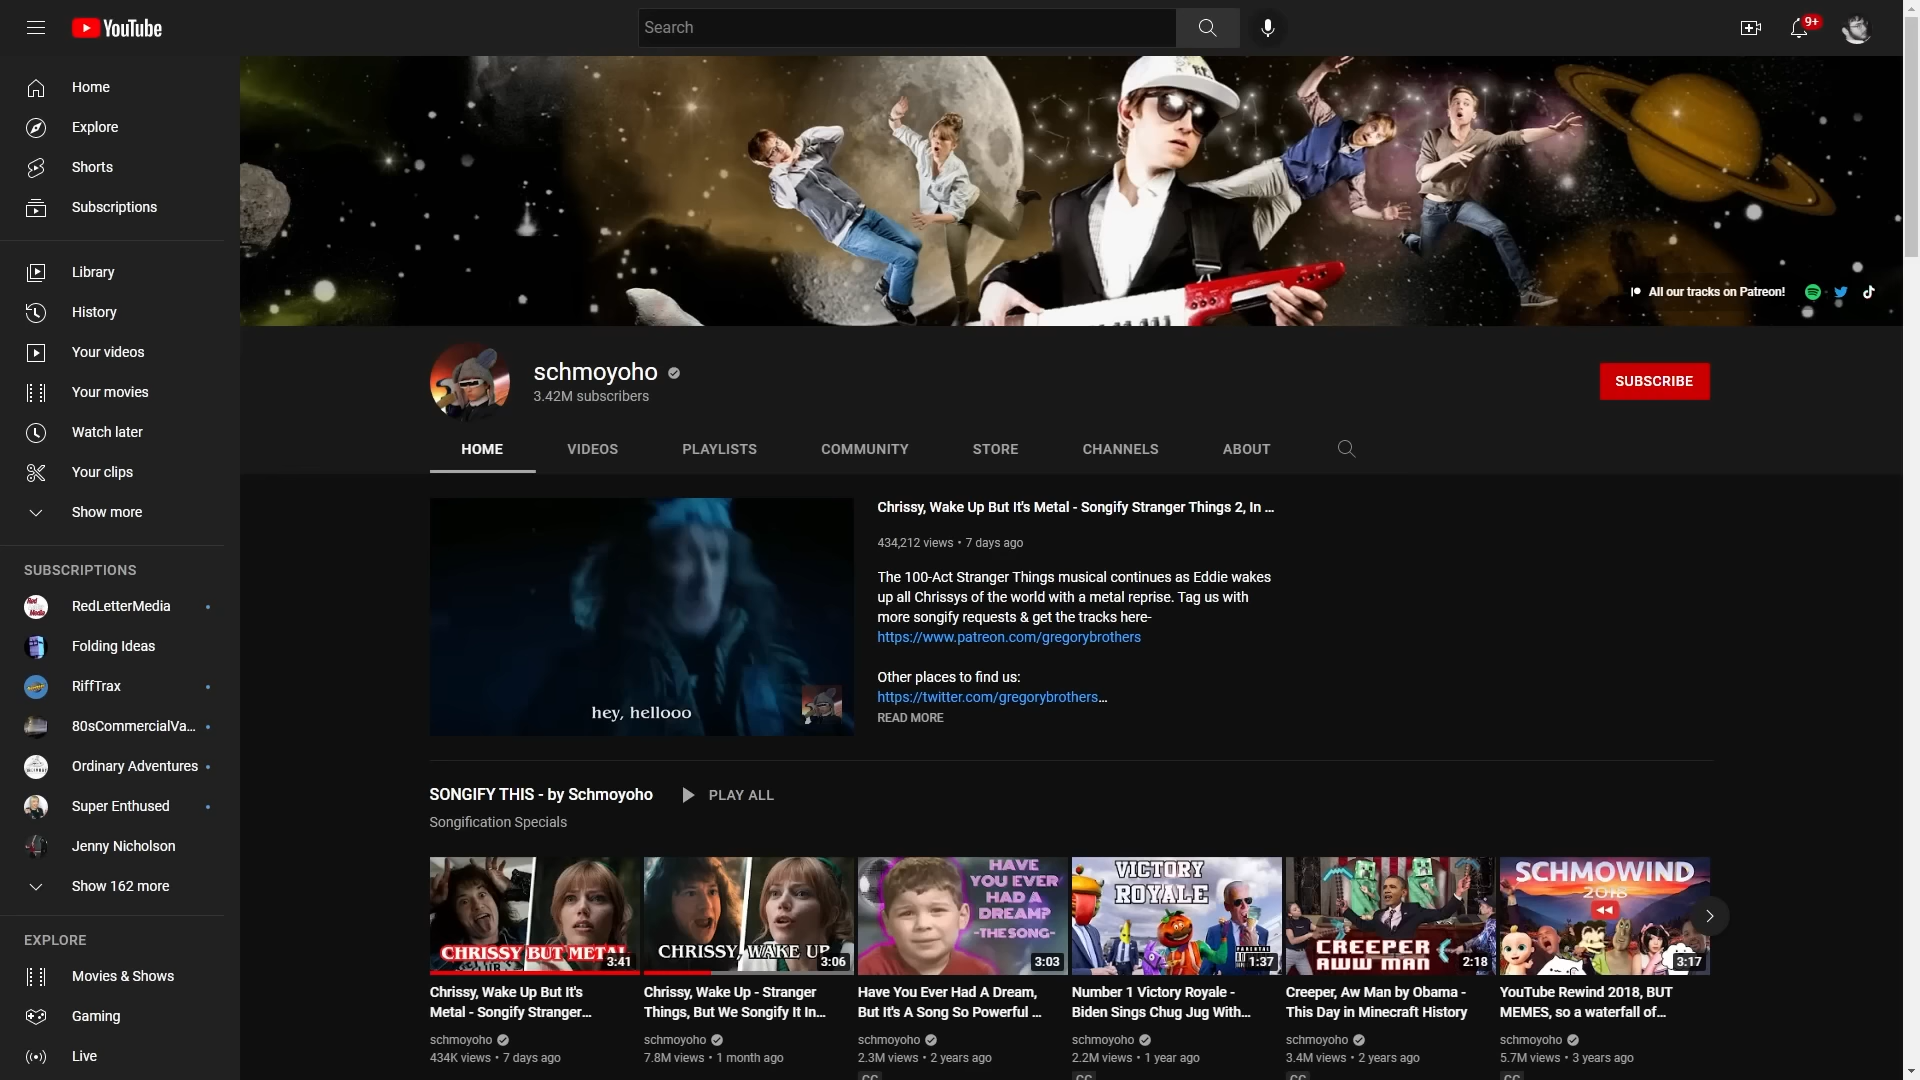 YouTube
Search
9+
Home
Explore
Shorts
Subscriptions
Library
History
Your videos
Your movies
Watch later
Your clips
Show more
SUBSCRIPTIONS
RedLetterMedia
Folding Ideas
RiffTrax
80sCommercialVa...
Ordinary Adventures
Super Enthused
Jenny Nicholson
Show 162 more
EXPLORE
Movies & Shows
Gaming
Live
All our tracks on Patreon!
schmoyoho
3.42M subscribers
SUBSCRIBE
HOME VIDEOS PLAYLISTS COMMUNITY STORE CHANNELS ABOUT
hey, hellooo
Chrissy, Wake Up But It's Metal - Songify Stranger Things 2, In ...
434,212 views • 7 days ago
The 100-Act Stranger Things musical continues as Eddie wakes
up all Chrissys of the world with a metal reprise. Tag us with
more songify requests & get the tracks here-
https://www.patreon.com/gregorybrothers
Other places to find us:
https://twitter.com/gregorybrothers...
READ MORE
SONGIFY THIS - by Schmoyoho PLAY ALL
Songification Specials
CHRISSY BUT METAL
3:41
Chrissy, Wake Up But It's
Metal - Songify Stranger...
schmoyoho
434K views • 7 days ago
CHRISSY, WAKE UP
3:06
Chrissy, Wake Up - Stranger
Things, But We Songify It In...
schmoyoho
7.8M views • 1 month ago
HAVE
YOU EVER
HAD A
DREAM?
-THE SONG-
3:03
Have You Ever Had A Dream,
But It's A Song So Powerful ...
schmoyoho
2.3M views • 2 years ago
CC
VICTORY
ROYALE
1:37
Number 1 Victory Royale -
Biden Sings Chug Jug With...
schmoyoho
2.2M views • 1 year ago
CC
CREEPER
AWW MAN
2:18
Creeper, Aw Man by Obama -
This Day in Minecraft History
schmoyoho
3.4M views • 2 years ago
CC
SCHMOWIND
2018
3:17
YouTube Rewind 2018, BUT
MEMES, so a waterfall of...
schmoyoho
5.7M views • 3 years ago
CC